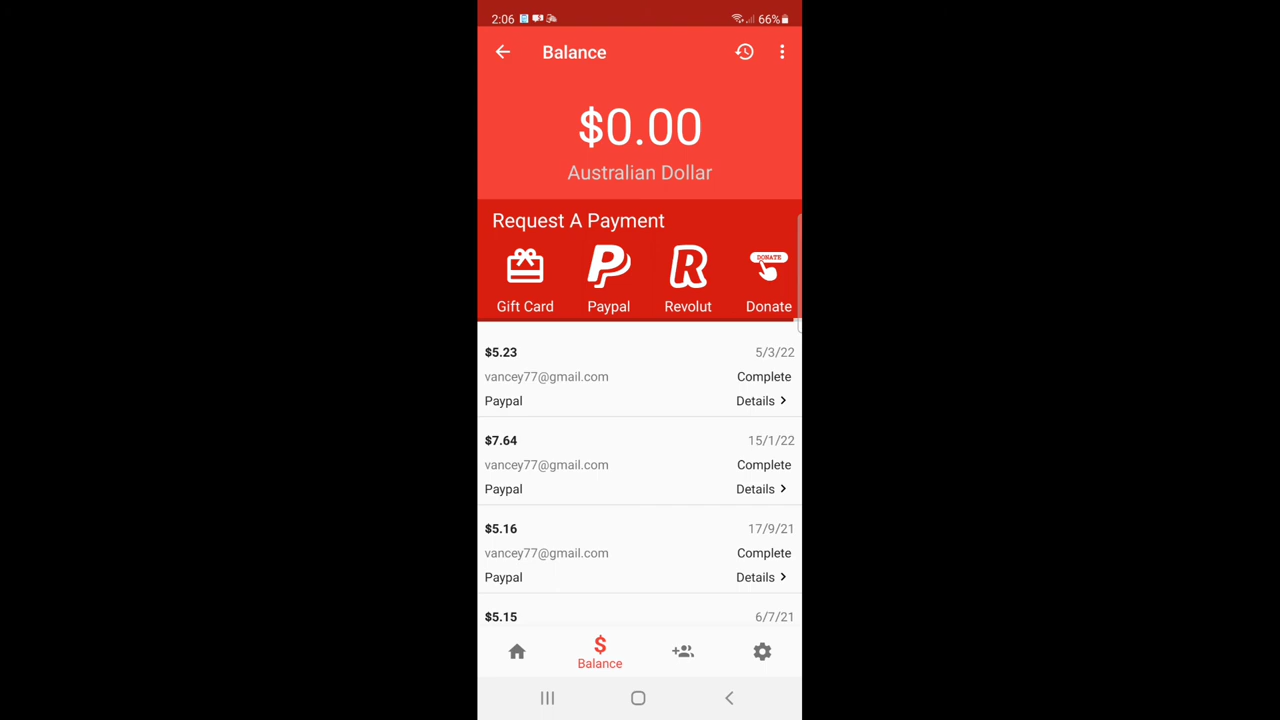 2:06 66%
Balance
$0.00
Australian Dollar
Request A Payment
DONATE
Gift Card Paypal Revolut Donate
$5.23 5/3/22
vancey77@gmail.com Complete
Paypal Details
$7.64 15/1/22
vancey77@gmail.com Complete
Paypal Details
$5.16 17/9/21
vancey77@gmail.com Complete
Paypal Details
$5.15 6/7/21
Balance